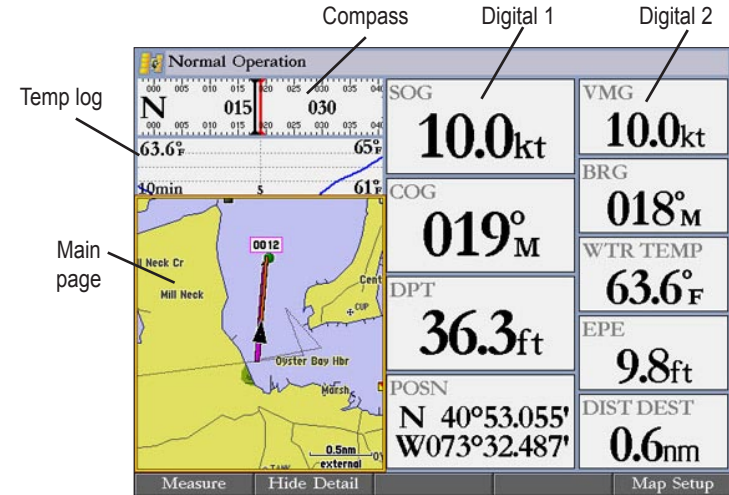 Compass
Digital 1
Digital 2
Temp log
Main
page
Normal Operation
000 005 010 015 020 025 030 035 040
N 015 030
000 005 010 015 020 025 030 035 040
63.6°F 65°F
10min 5 61°F
0012
Neck Cr
Mill Neck
Cent
CUP
Oyster Bay Hbr
Marsh
0.5nm
external
SOG
10.0kt
COG
019°M
DPT
36.3ft
POSN
N 40°53.055'
W073°32.487'
VMG
10.0kt
BRG
018°M
WTR TEMP
63.6°F
EPE
9.8ft
DIST DEST
0.6nm
Measure
Hide Detail
Map Setup